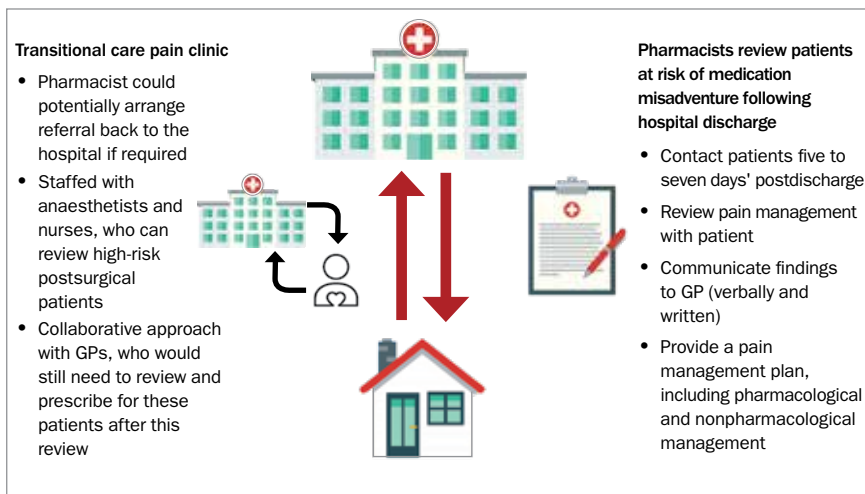 Transitional care pain clinic
• Pharmacist could
potentially arrange
referral back to the
hospital if required
• Staffed with
anaesthetists and
nurses, who can
review high-risk
postsurgical
patients
• Collaborative approach
with GPs, who would
still need to review and
prescribe for these
patients after this
review
Pharmacists review patients
at risk of medication
misadventure following
hospital discharge
• Contact patients five to
seven days' postdischarge
• Review pain management
with patient
• Communicate findings
to GP (verbally and
written)
• Provide a pain
management plan,
including pharmacological
and nonpharmacological
management